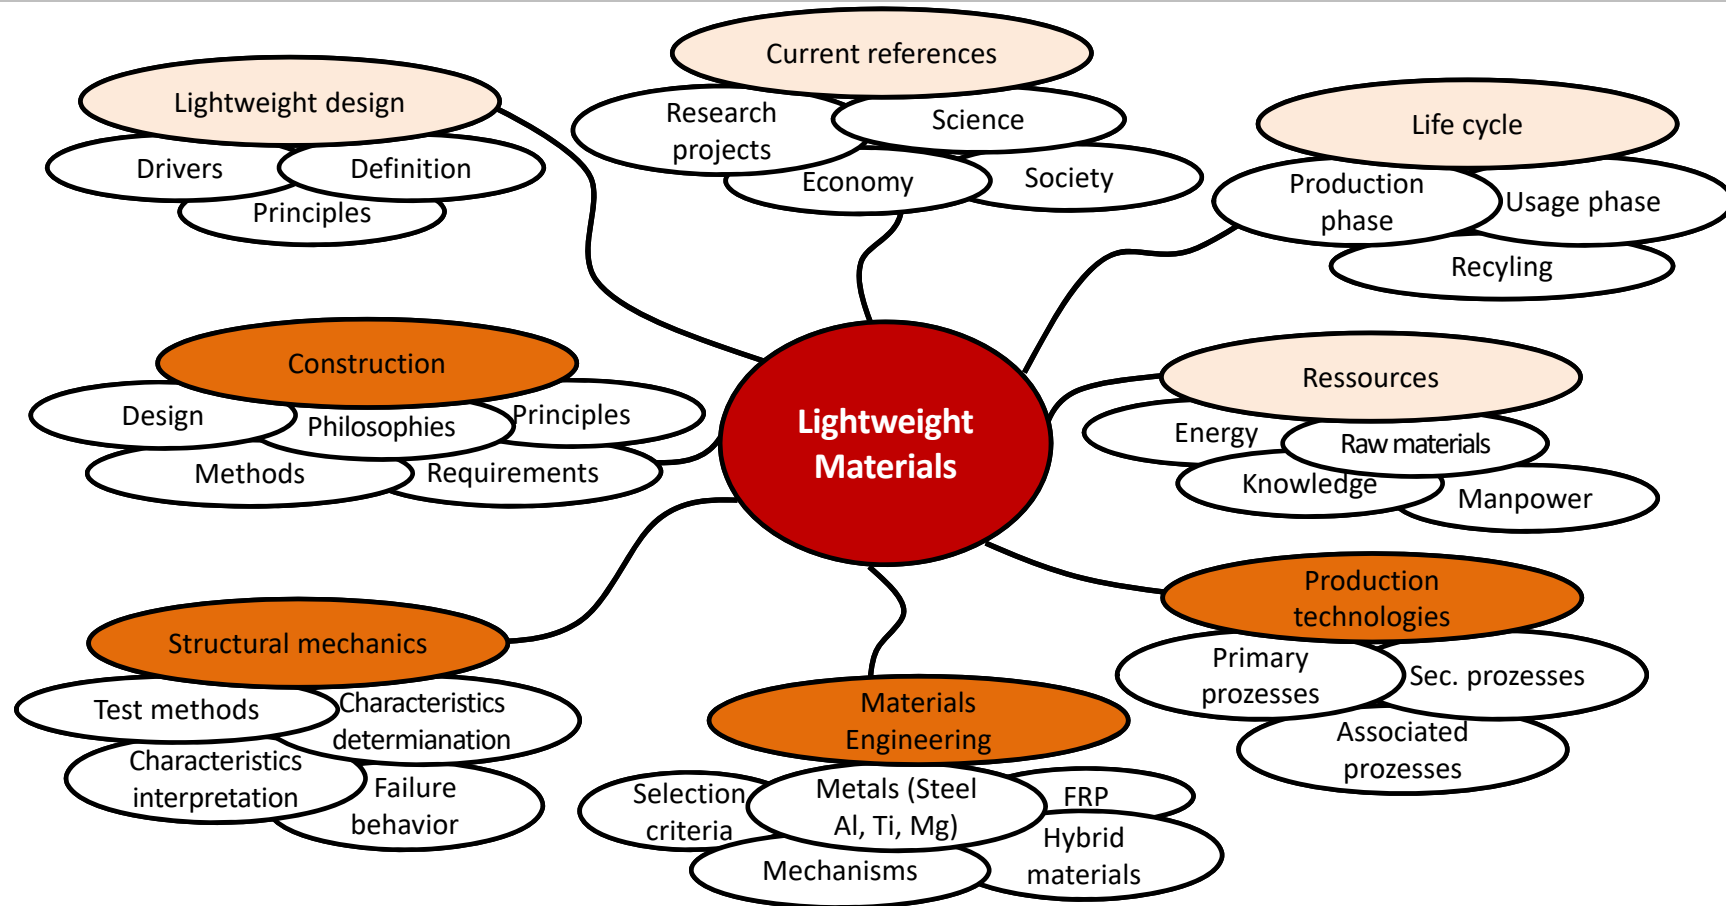 Current references
Research
projects
Science
Economy
Society
Lightweight design
Drivers
Definition
Principles
Life cycle
Production
phase
Usage phase
Recyling
Construction
Design
Philosophies
Principles
Methods
Requirements
Lightweight
Materials
Ressources
Energy
Raw materials
Knowledge
Manpower
Structural mechanics
Test methods
Characteristics
determianation
Characteristics
interpretation
Failure
behavior
Materials
Engineering
Selection
criteria
Metals (Steel
Al, Ti, Mg)
FRP
Mechanisms
Hybrid
materials
Production
technologies
Primary
prozesses
Sec. prozesses
Associated
prozesses